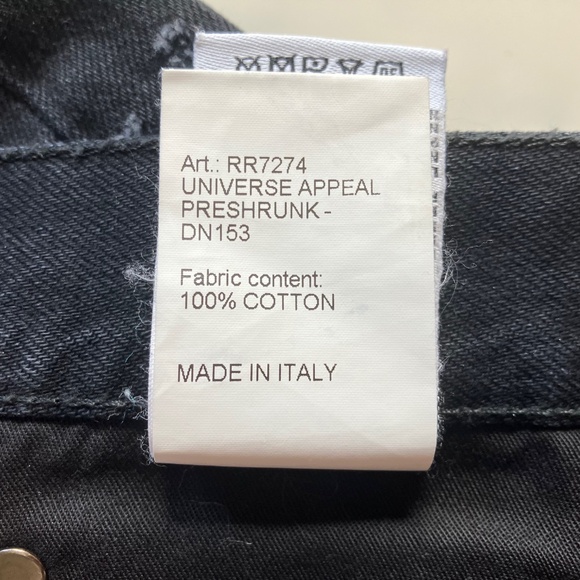 Art.: RR7274
UNIVERSE APPEAL
PRESHRUNK -
DN153
Fabric content:
100% COTTON
MADE IN ITALY